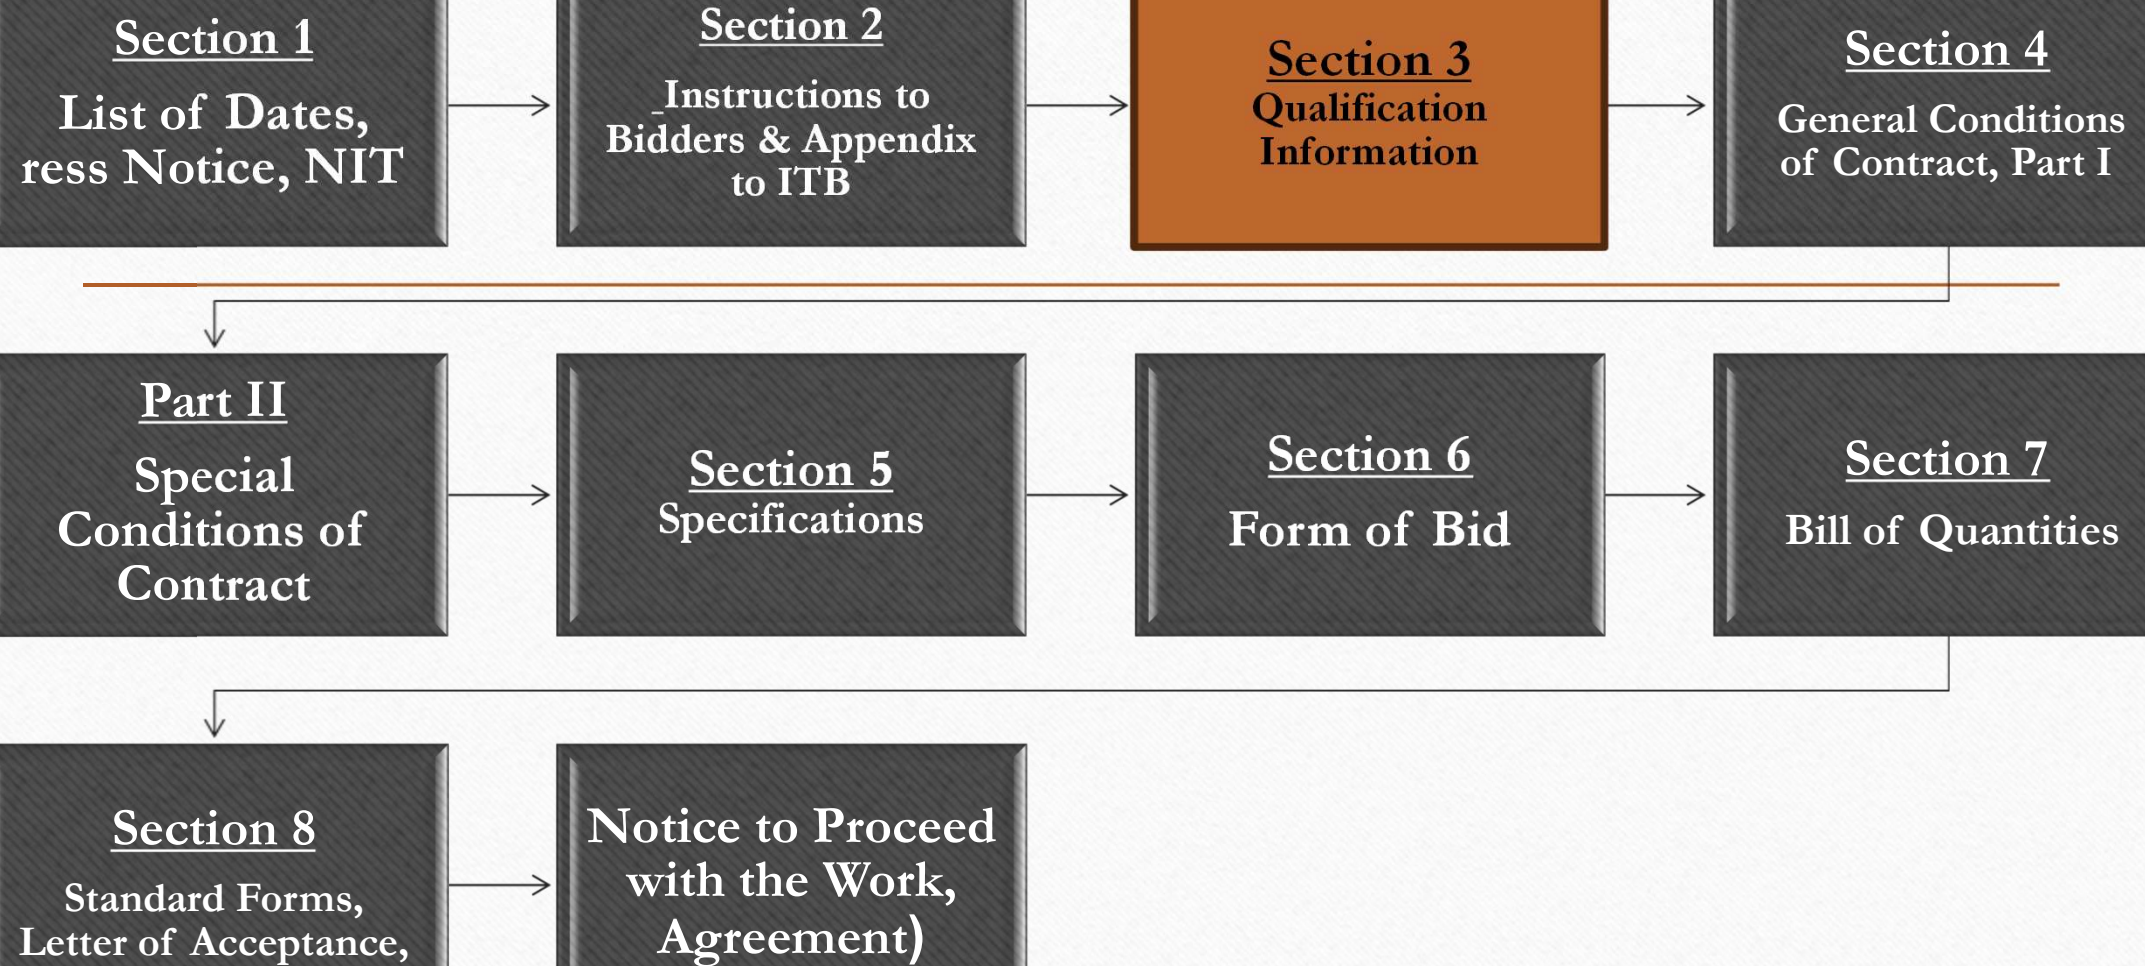 Section 1
List of Dates,
ress Notice, NIT
Section 2
_Instructions to
Bidders & Appendix
to ITB
Section 3
Qualification
Information
Section 4
General Conditions
of Contract, Part I
Part II
Special
Conditions of
Contract
Section 5
Specifications
Section 6
Form of Bid
Section 7
Bill of Quantities
Section 8
Standard Forms,
Letter of Acceptance,
Notice to Proceed
with the Work,
Agreement)